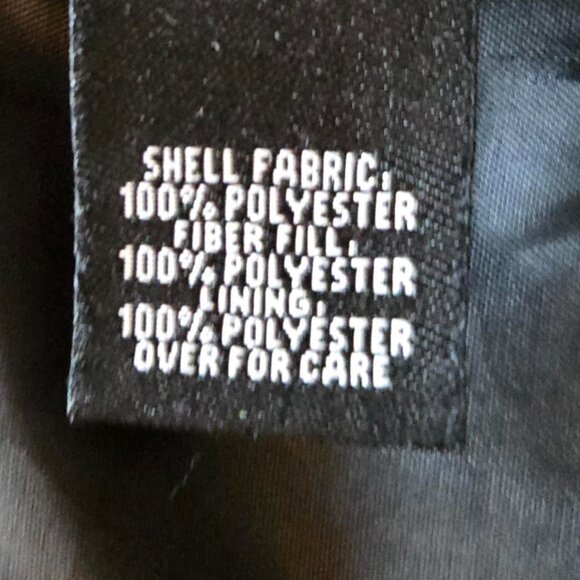 SHELL FABRIC:
100% POLYESTER
FIBER FILL:
100% POLYESTER
LINING:
100% POLYESTER
OVER FOR CARE